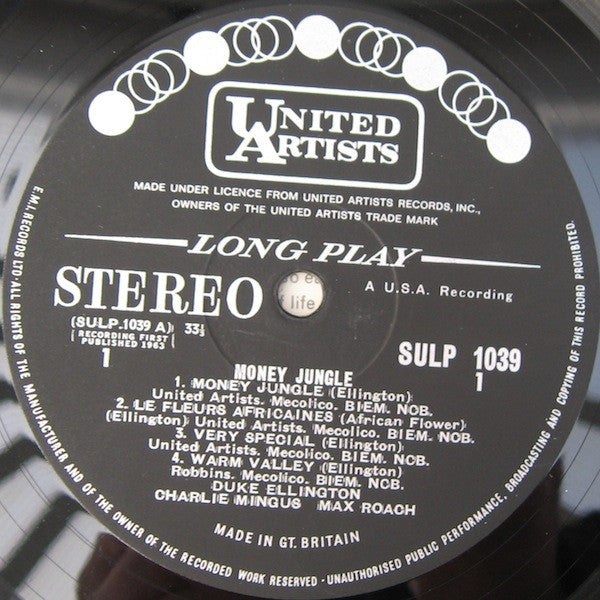 UNITED
ARTISTS
MADE UNDER LICENCE FROM UNITED ARTISTS RECORDS, INC.,
OWNERS OF THE UNITED ARTISTS TRADE MARK
LONG PLAY
STEREO
of life
A U.S.A. Recording
(SULP.1039 A) 33⅓
[RECORDING FIRST
PUBLISHED 1963]
1
SULP 1039
1
MONEY JUNGLE
1. MONEY JUNGLE (Ellington)
United Artists. Mecolico. BIEM. NCB.
2. LE FLEURS AFRICAINES (African Flower)
(Ellington) United Artists. Mecolico. BIEM. NCB.
3. VERY SPECIAL (Ellington)
United Artists. Mecolico. BIEM. NCB.
4. WARM VALLEY (Ellington)
Robbins. Mecolico. BIEM. NCB.
DUKE ELLINGTON
CHARLIE MINGUS MAX ROACH
MADE IN GT. BRITAIN
E.M.I. RECORDS LTD·ALL RIGHTS OF THE MANUFACTURER AND OF THE OWNER OF THE RECORDED WORK RESERVED·UNAUTHORISED PUBLIC PERFORMANCE, BROADCASTING AND COPYING OF THIS RECORD PROHIBITED.